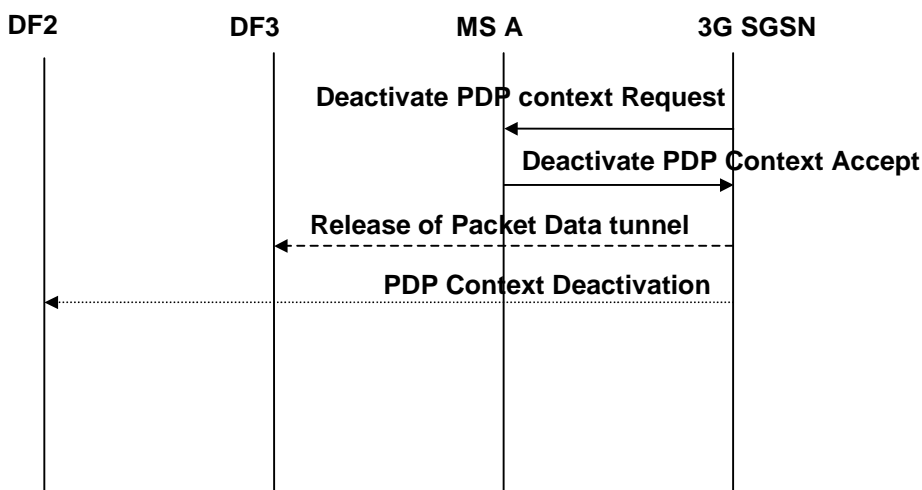 DF2 DF3 MS A 3G SGSN
Deactivate PDP context Request
Deactivate PDP Context Accept
Release of Packet Data tunnel
PDP Context Deactivation